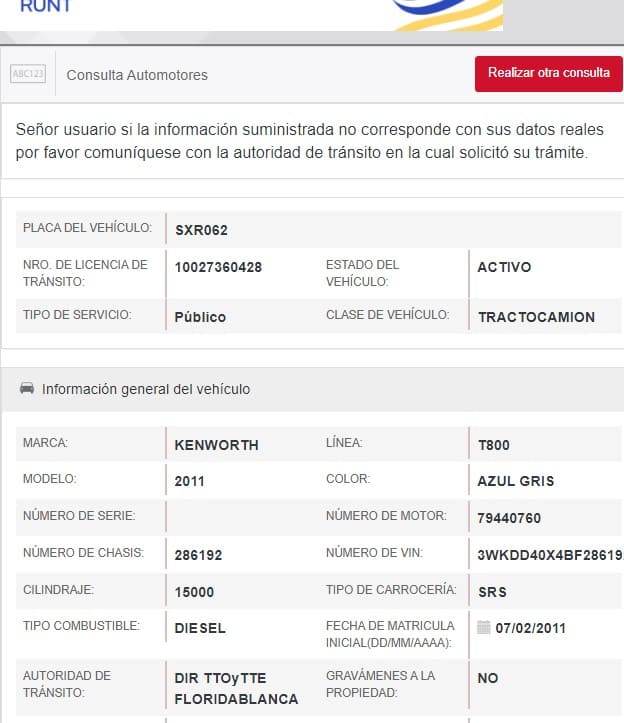 RUNT
ABC123
Consulta Automotores
Realizar otra consulta
Señor usuario si la información suministrada no corresponde con sus datos reales
por favor comuníquese con la autoridad de tránsito en la cual solicitó su trámite.
PLACA DEL VEHÍCULO: SXR062
NRO. DE LICENCIA DE TRÁNSITO: 10027360428 ESTADO DEL VEHÍCULO: ACTIVO
TIPO DE SERVICIO: Público CLASE DE VEHÍCULO: TRACTOCAMION
Información general del vehículo
MARCA: KENWORTH LÍNEA: T800
MODELO: 2011 COLOR: AZUL GRIS
NÚMERO DE SERIE: NÚMERO DE MOTOR: 79440760
NÚMERO DE CHASIS: 286192 NÚMERO DE VIN: 3WKDD40X4BF28619
CILINDRAJE: 15000 TIPO DE CARROCERÍA: SRS
TIPO COMBUSTIBLE: DIESEL FECHA DE MATRICULA INICIAL(DD/MM/AAAA): 07/02/2011
AUTORIDAD DE TRÁNSITO: DIR TTOyTTE FLORIDABLANCA GRAVÁMENES A LA PROPIEDAD: NO